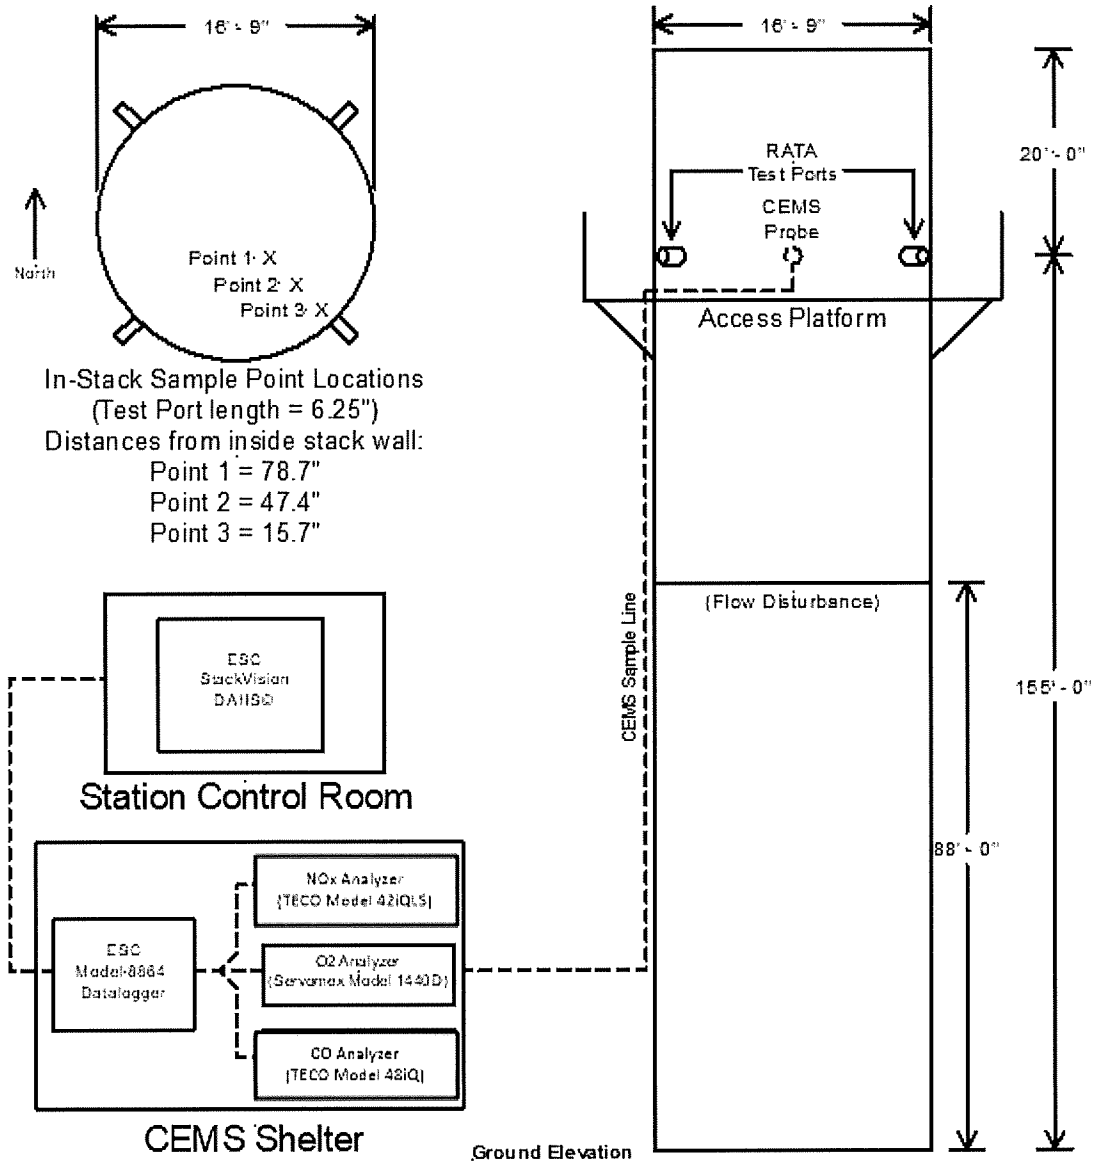 16' - 9"
North
Point 1- X
Point 2- X
Point 3- X
In-Stack Sample Point Locations
(Test Port length = 6.25")
Distances from inside stack wall:
Point 1 = 78.7"
Point 2 = 47.4"
Point 3 = 15.7"
ESC
StackVision
DAHS©
Station Control Room
ESC
Model-8864
Datalogger
NOx Analyzer
(TECO Model 42iQLS)
O2 Analyzer
(Servomex Model 1440D)
CO Analyzer
(TECO Model 48iQ)
CEMS Shelter
16' - 9"
20' - 0"
RATA
Test Ports
CEMS
Probe
Access Platform
CEMS Sample Line
(Flow Disturbance)
155' - 0"
88' - 0"
Ground Elevation